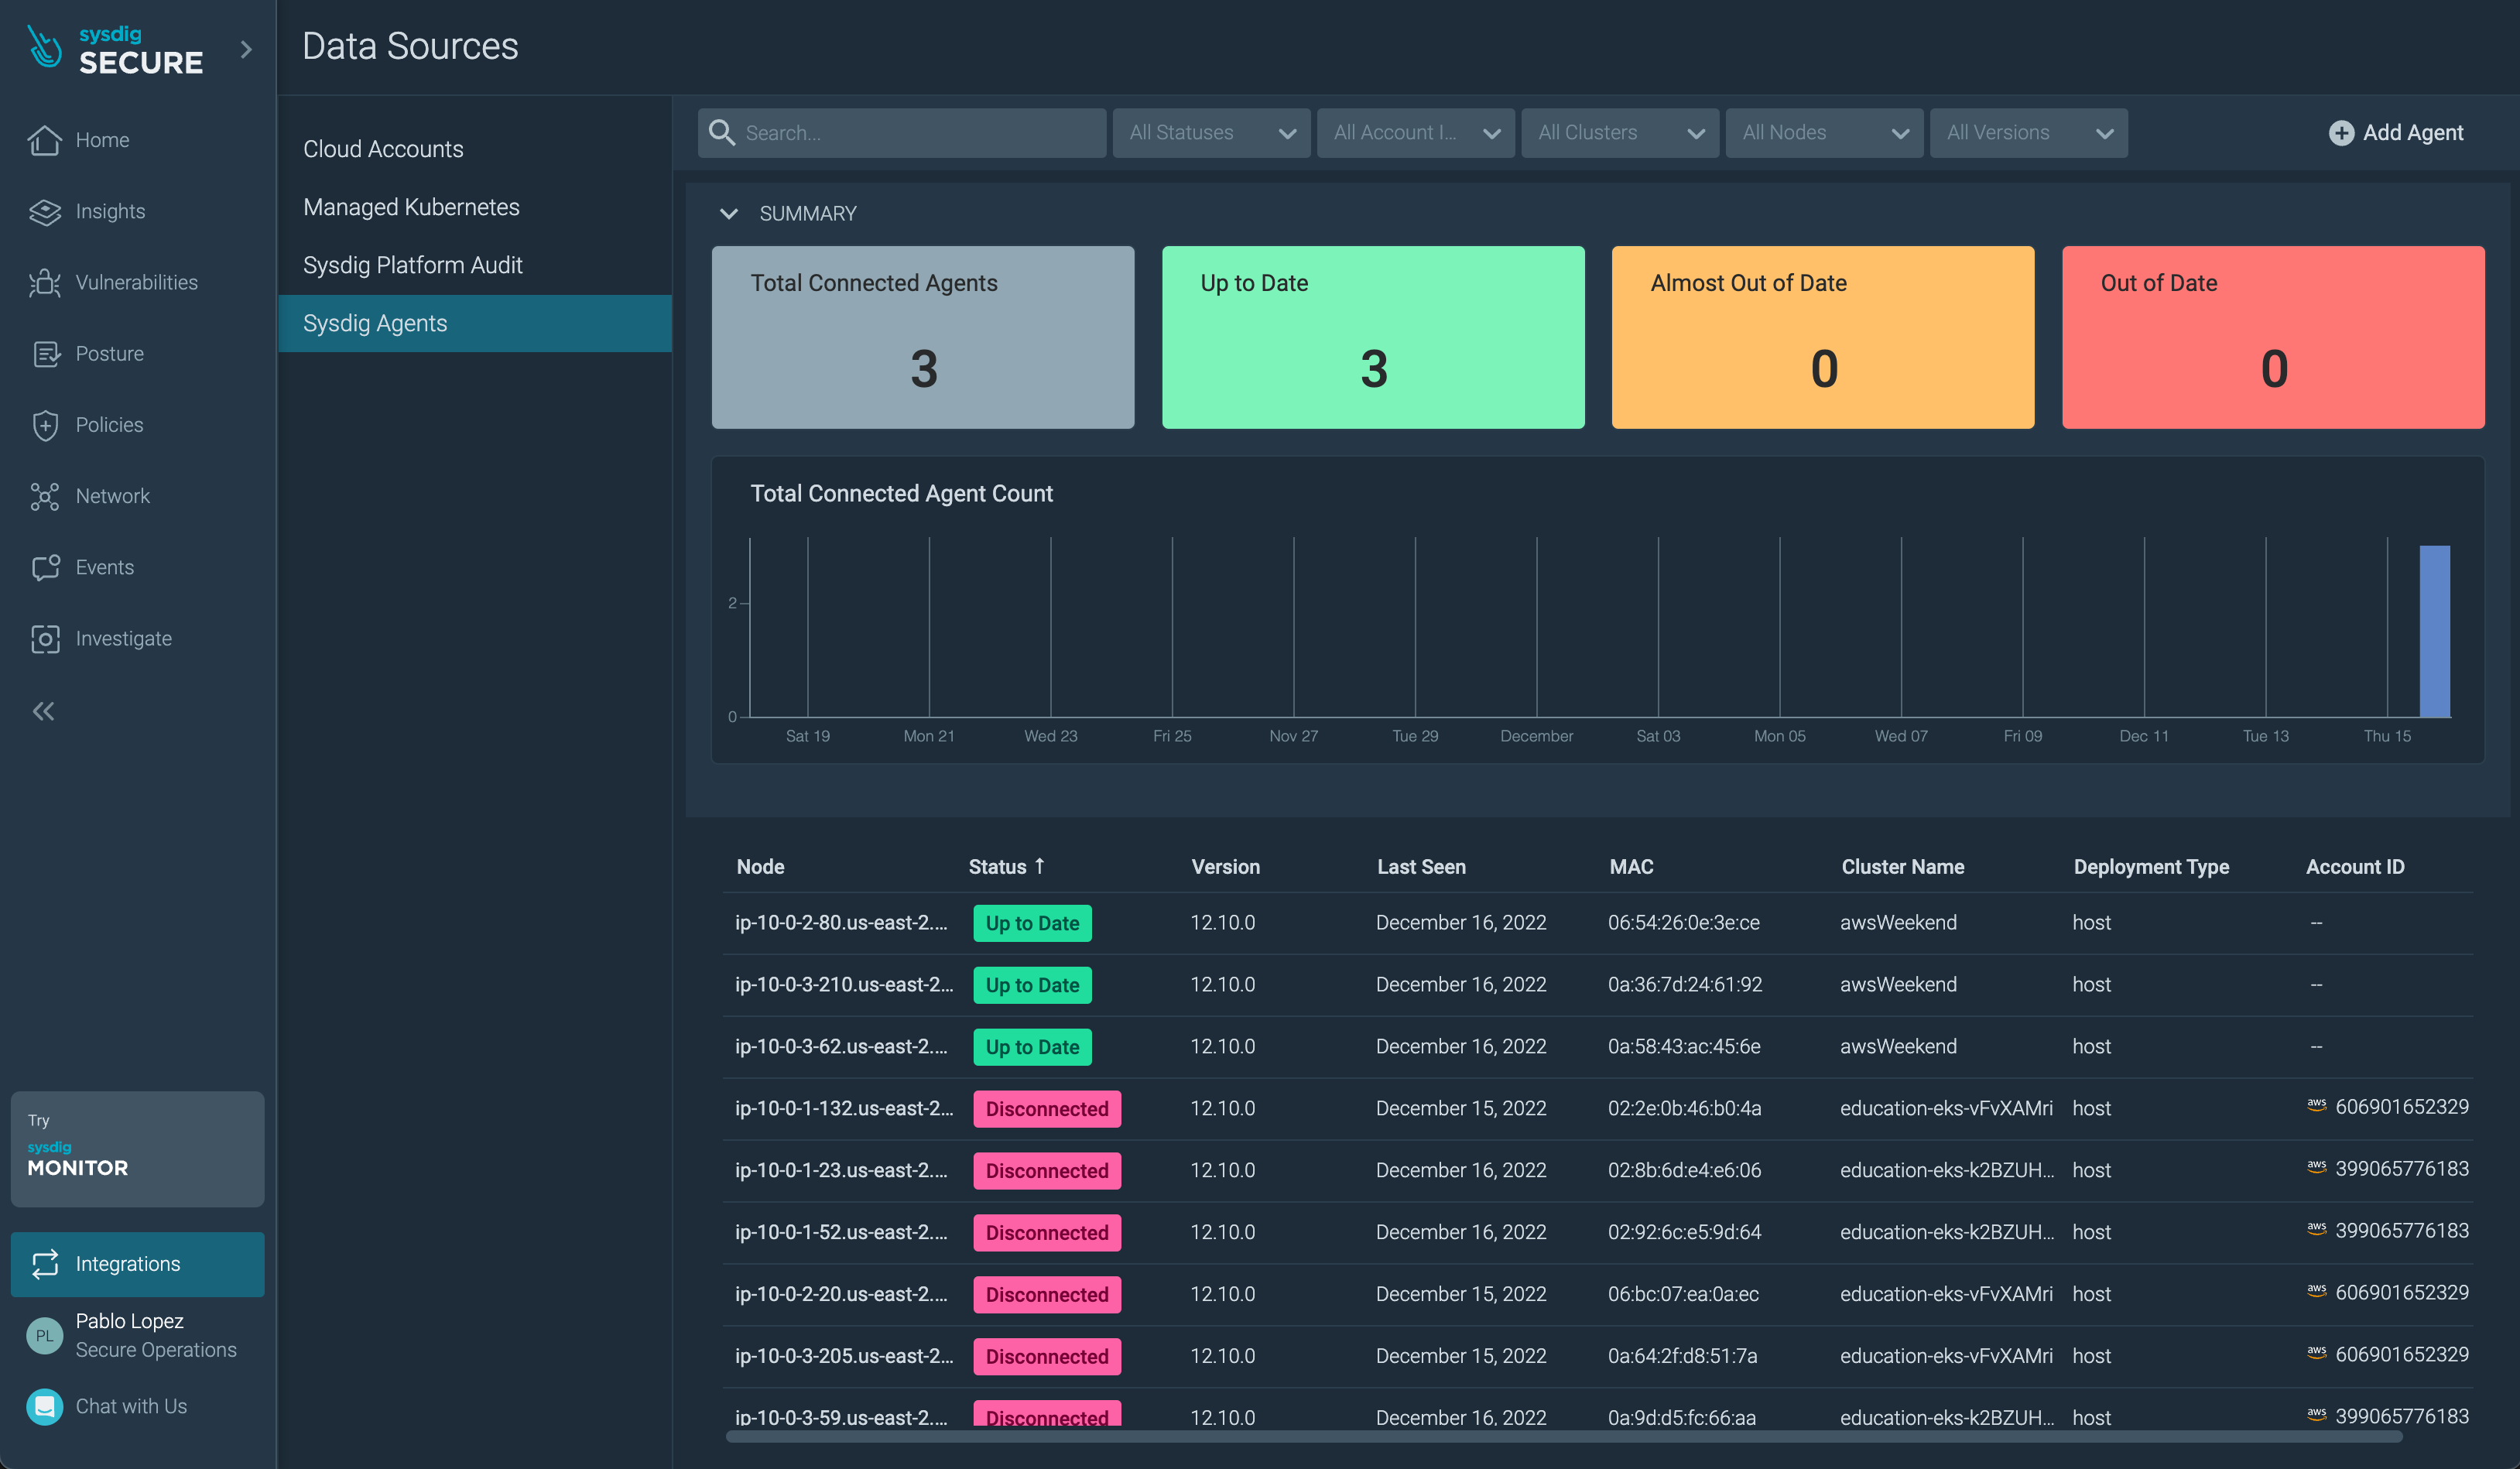 sysdig
SECURE
Home
Insights
Vulnerabilities
Posture
Policies
Network
Events
Investigate
Try
sysdig
MONITOR
Integrations
PL
Pablo Lopez
Secure Operations
Chat with Us
Data Sources
Cloud Accounts
Managed Kubernetes
Sysdig Platform Audit
Sysdig Agents
Search... All Statuses All Account I... All Clusters All Nodes All Versions Add Agent
SUMMARY
Total Connected Agents Up to Date Almost Out of Date Out of Date
3 3 0 0
Total Connected Agent Count
2
0
Sat 19 Mon 21 Wed 23 Fri 25 Nov 27 Tue 29 December Sat 03 Mon 05 Wed 07 Fri 09 Dec 11 Tue 13 Thu 15
Node Status ↑ Version Last Seen MAC Cluster Name Deployment Type Account ID
ip-10-0-2-80.us-east-2.... Up to Date 12.10.0 December 16, 2022 06:54:26:0e:3e:ce awsWeekend host --
ip-10-0-3-210.us-east-2... Up to Date 12.10.0 December 16, 2022 0a:36:7d:24:61:92 awsWeekend host --
ip-10-0-3-62.us-east-2.... Up to Date 12.10.0 December 16, 2022 0a:58:43:ac:45:6e awsWeekend host --
ip-10-0-1-132.us-east-2... Disconnected 12.10.0 December 15, 2022 02:2e:0b:46:b0:4a education-eks-vFvXAMri host aws 606901652329
ip-10-0-1-23.us-east-2.... Disconnected 12.10.0 December 16, 2022 02:8b:6d:e4:e6:06 education-eks-k2BZUH... host aws 399065776183
ip-10-0-1-52.us-east-2.... Disconnected 12.10.0 December 16, 2022 02:92:6c:e5:9d:64 education-eks-k2BZUH... host aws 399065776183
ip-10-0-2-20.us-east-2.... Disconnected 12.10.0 December 15, 2022 06:bc:07:ea:0a:ec education-eks-vFvXAMri host aws 606901652329
ip-10-0-3-205.us-east-2... Disconnected 12.10.0 December 15, 2022 0a:64:2f:d8:51:7a education-eks-vFvXAMri host aws 606901652329
ip-10-0-3-59.us-east-2.... Disconnected 12.10.0 December 16, 2022 0a:9d:d5:fc:66:aa education-eks-k2BZUH... host aws 399065776183